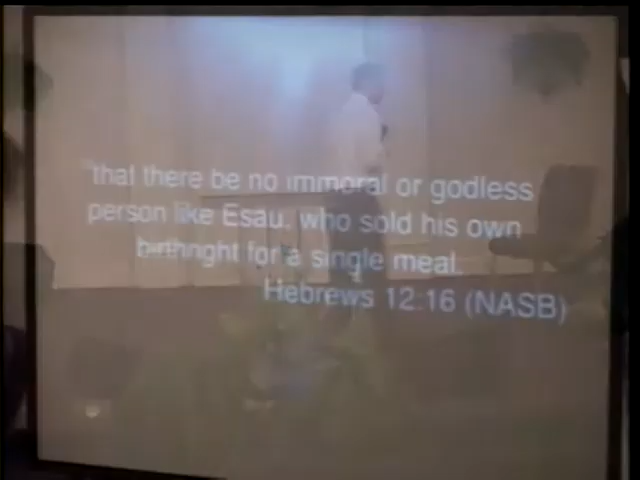 "that there be no immoral or godless
person like Esau, who sold his own
birthright for a single meal.
Hebrews 12:16 (NASB)